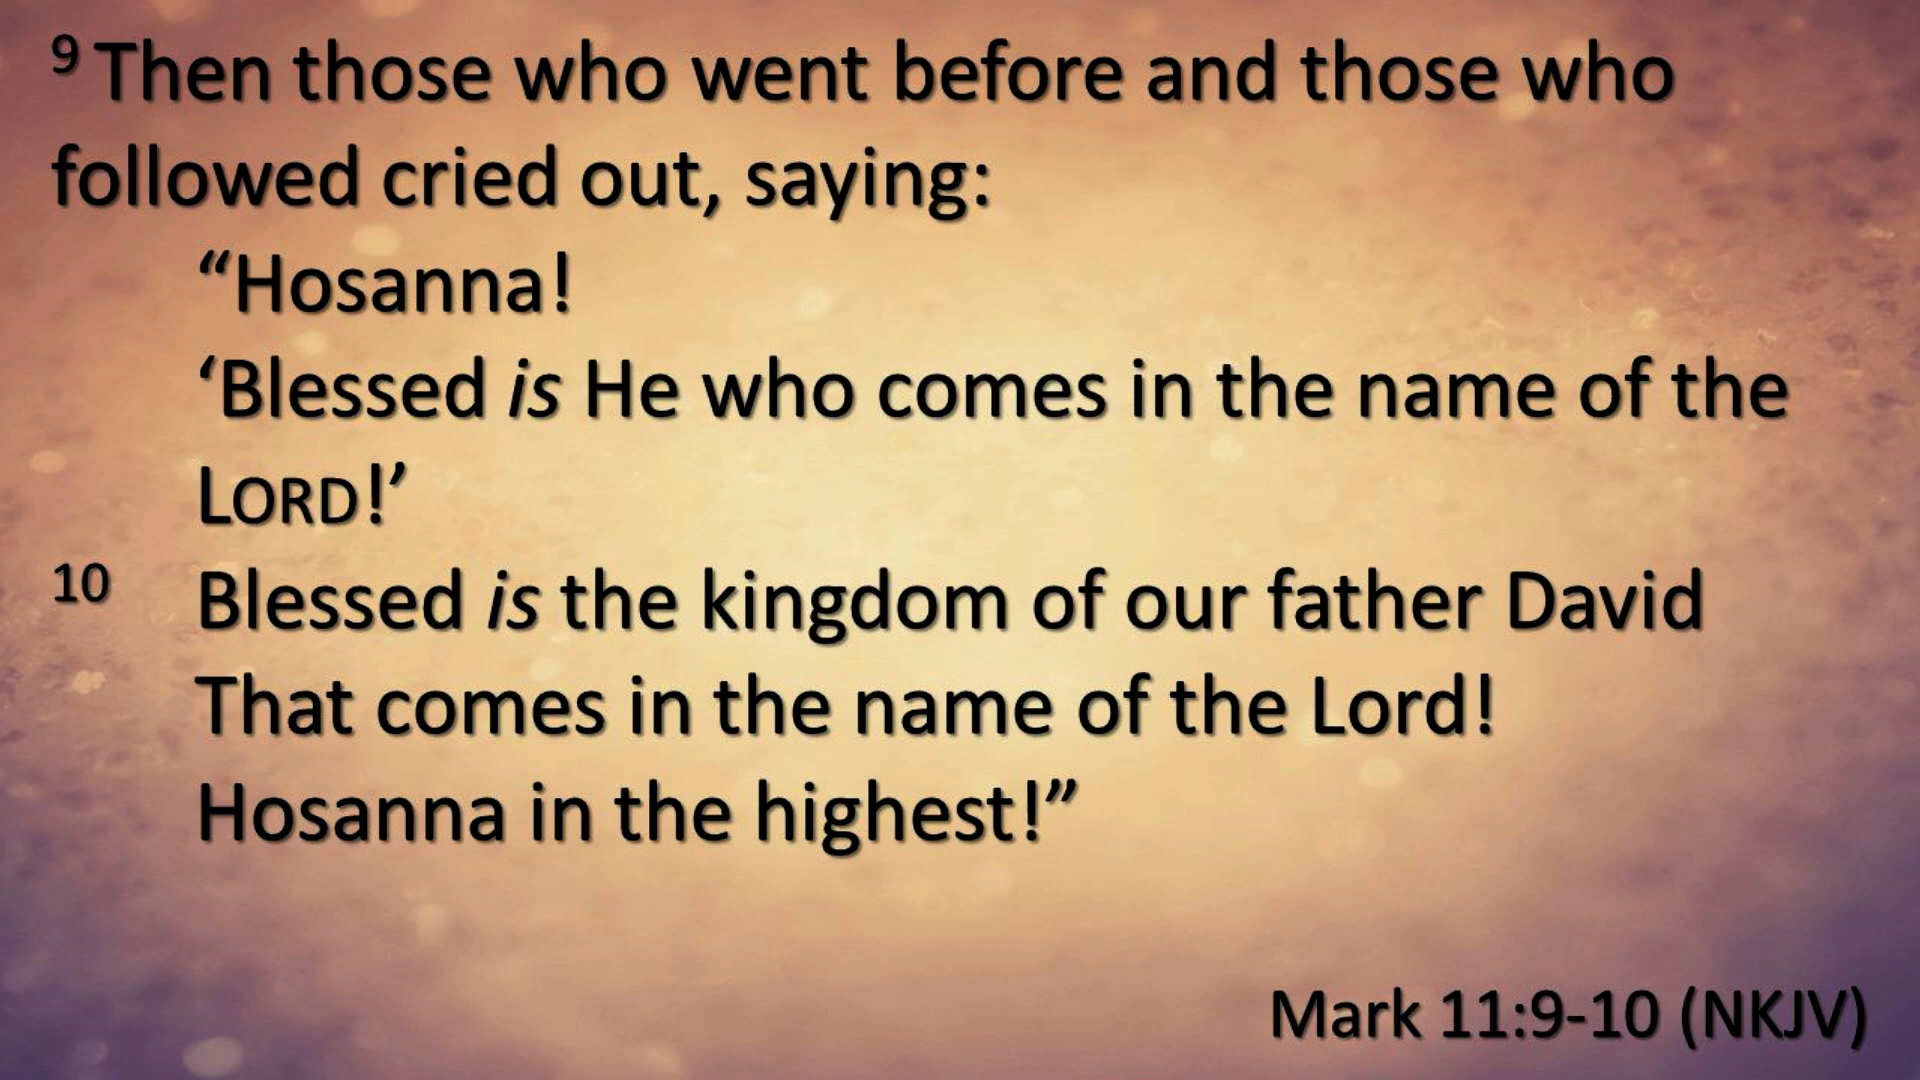 9 Then those who went before and those who
followed cried out, saying:
“Hosanna!
‘Blessed is He who comes in the name of the
LORD!’
10 Blessed is the kingdom of our father David
That comes in the name of the Lord!
Hosanna in the highest!”
Mark 11:9-10 (NKJV)